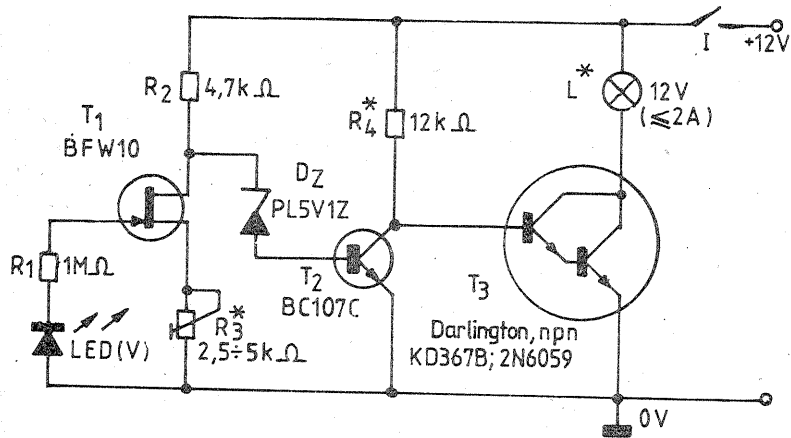 I
+12V
R2
4,7kΩ
R4*
12kΩ
L*
12V
(≤2A)
T1
BFW10
DZ
PL5V1Z
R1
1MΩ
T2
BC107C
T3
LED(V)
R3*
2,5÷5kΩ
Darlington, npn
KD367B; 2N6059
0V